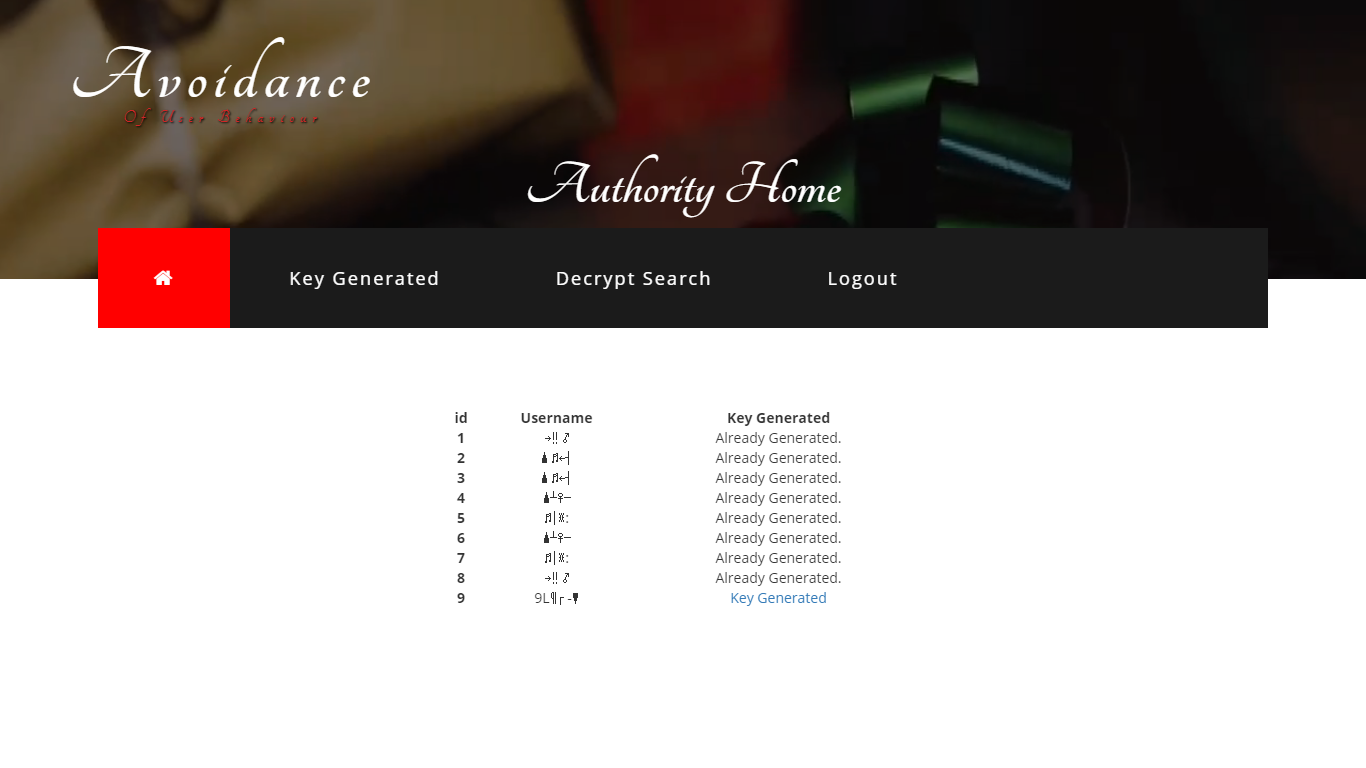 Avoidance
Of User Behaviour
Authority Home
Key Generated Decrypt Search Logout
id Username Key Generated
1 Already Generated.
2 Already Generated.
3 Already Generated.
4 Already Generated.
5 Already Generated.
6 Already Generated.
7 Already Generated.
8 Already Generated.
9 Key Generated